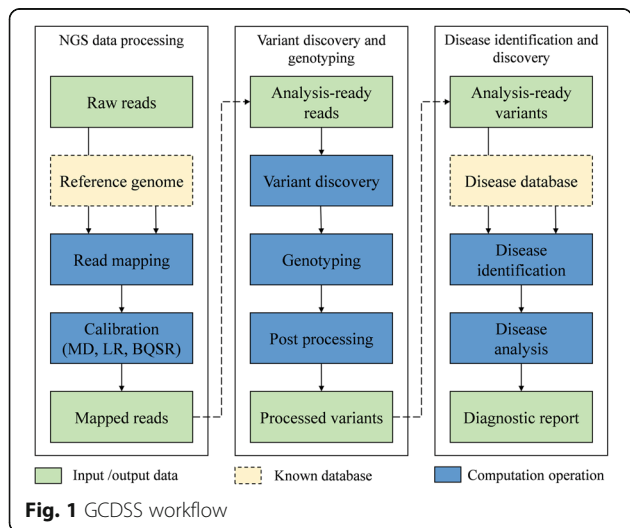 NGS data processing
Raw reads
Reference genome
Read mapping
Calibration
(MD, LR, BQSR)
Mapped reads
Variant discovery and
genotyping
Analysis-ready
reads
Variant discovery
Genotyping
Post processing
Processed variants
Disease identification and
discovery
Analysis-ready
variants
Disease database
Disease
identification
Disease
analysis
Diagnostic report
Input /output data
Known database
Computation operation
Fig. 1 GCDSS workflow